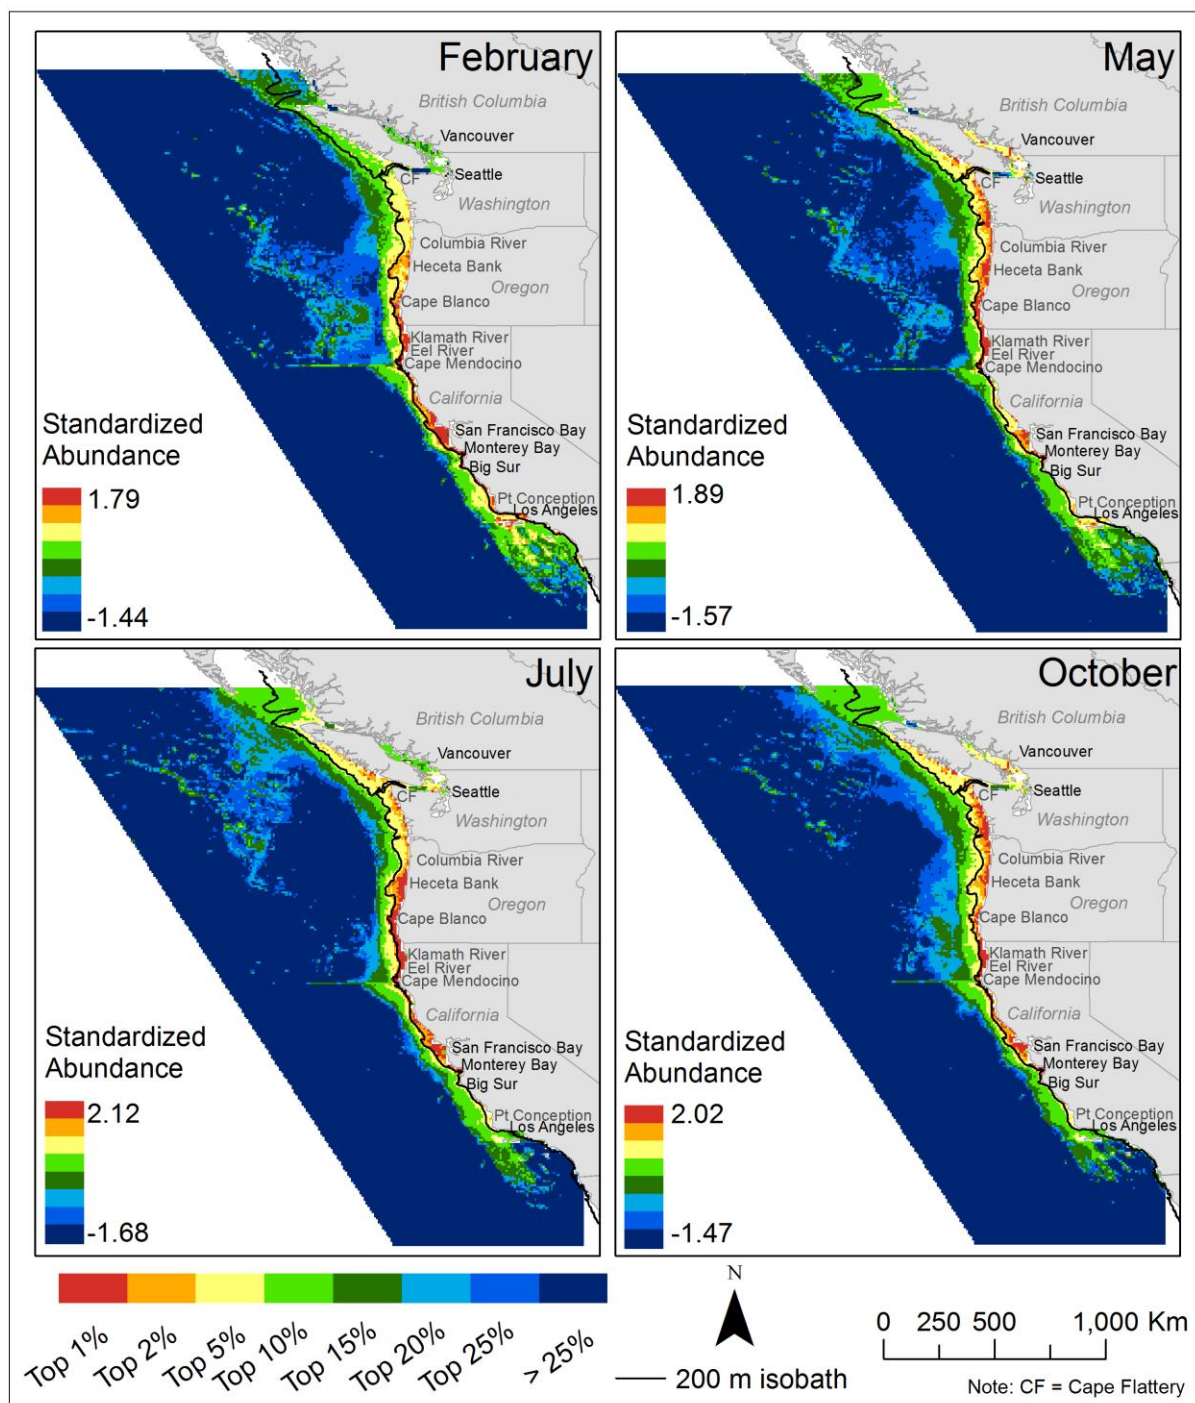 February
British Columbia
Vancouver
CF
Seattle
Washington
Columbia River
Heceta Bank
Oregon
Cape Blanco
Klamath River
Eel River
Cape Mendocino
California
San Francisco Bay
Monterey Bay
Big Sur
Pt Conception
Los Angeles
Standardized
Abundance
1.79
-1.44
May
British Columbia
Vancouver
CF
Seattle
Washington
Columbia River
Heceta Bank
Oregon
Cape Blanco
Klamath River
Eel River
Cape Mendocino
California
San Francisco Bay
Monterey Bay
Big Sur
Pt Conception
Los Angeles
Standardized
Abundance
1.89
-1.57
July
British Columbia
Vancouver
CF
Seattle
Washington
Columbia River
Heceta Bank
Oregon
Cape Blanco
Klamath River
Eel River
Cape Mendocino
California
San Francisco Bay
Monterey Bay
Big Sur
Pt Conception
Los Angeles
Standardized
Abundance
2.12
-1.68
October
British Columbia
Vancouver
CF
Seattle
Washington
Columbia River
Heceta Bank
Oregon
Cape Blanco
Klamath River
Eel River
Cape Mendocino
California
San Francisco Bay
Monterey Bay
Big Sur
Pt Conception
Los Angeles
Standardized
Abundance
2.02
-1.47
Top 1%
Top 2%
Top 5%
Top 10%
Top 15%
Top 20%
Top 25%
> 25%
N
200 m isobath
0 250 500 1,000 Km
Note: CF = Cape Flattery